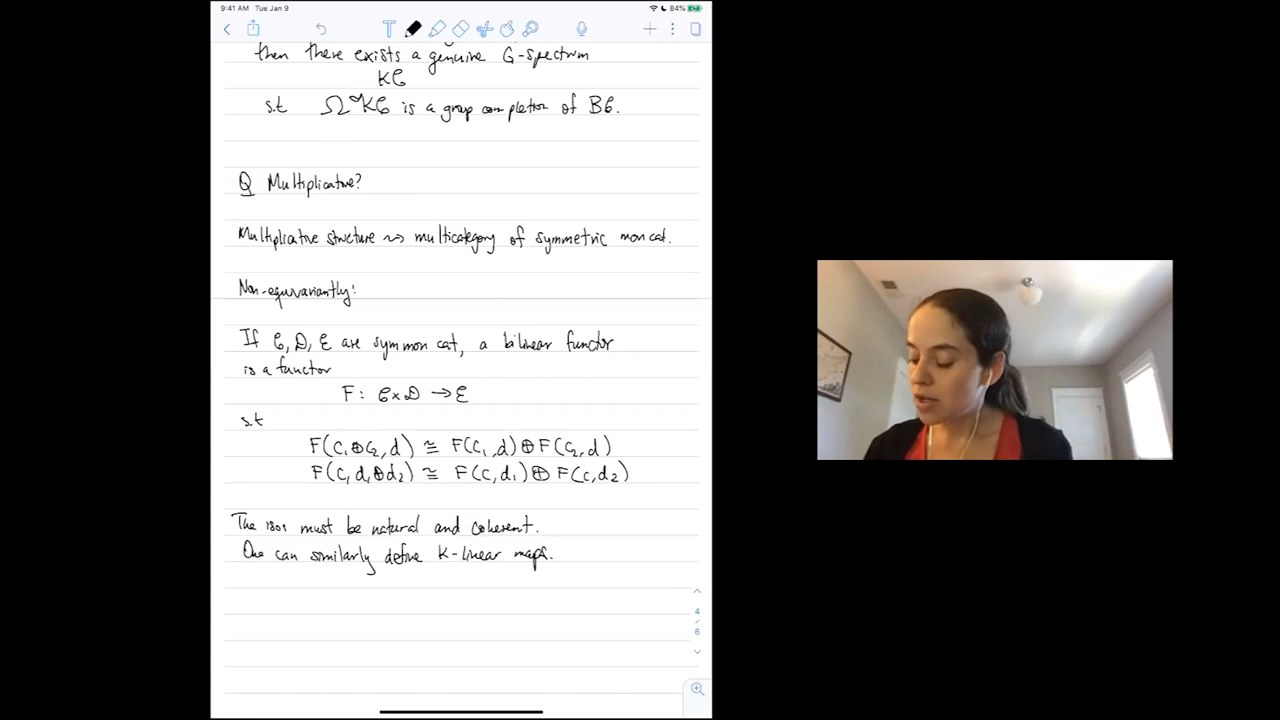 9:41 AM Tue Jan 9
84%
then there exists a genuine G-spectrum
KC
s.t Ω^∞KC is a group completion of BC.
Q Multiplicative?
Multiplicative structure ⇝ multicategory of symmetric mon cat.
Non-equivariantly:
If C, D, E are sym mon cat, a bilinear functor
is a functor
F: C×D → E
s.t
F(c₁⊕c₂,d) ≅ F(c₁,d)⊕F(c₂,d)
F(c,d₁⊕d₂) ≅ F(c,d₁)⊕F(c,d₂)
The isos must be natural and coherent.
One can similarly define k-linear maps.
4
/
6